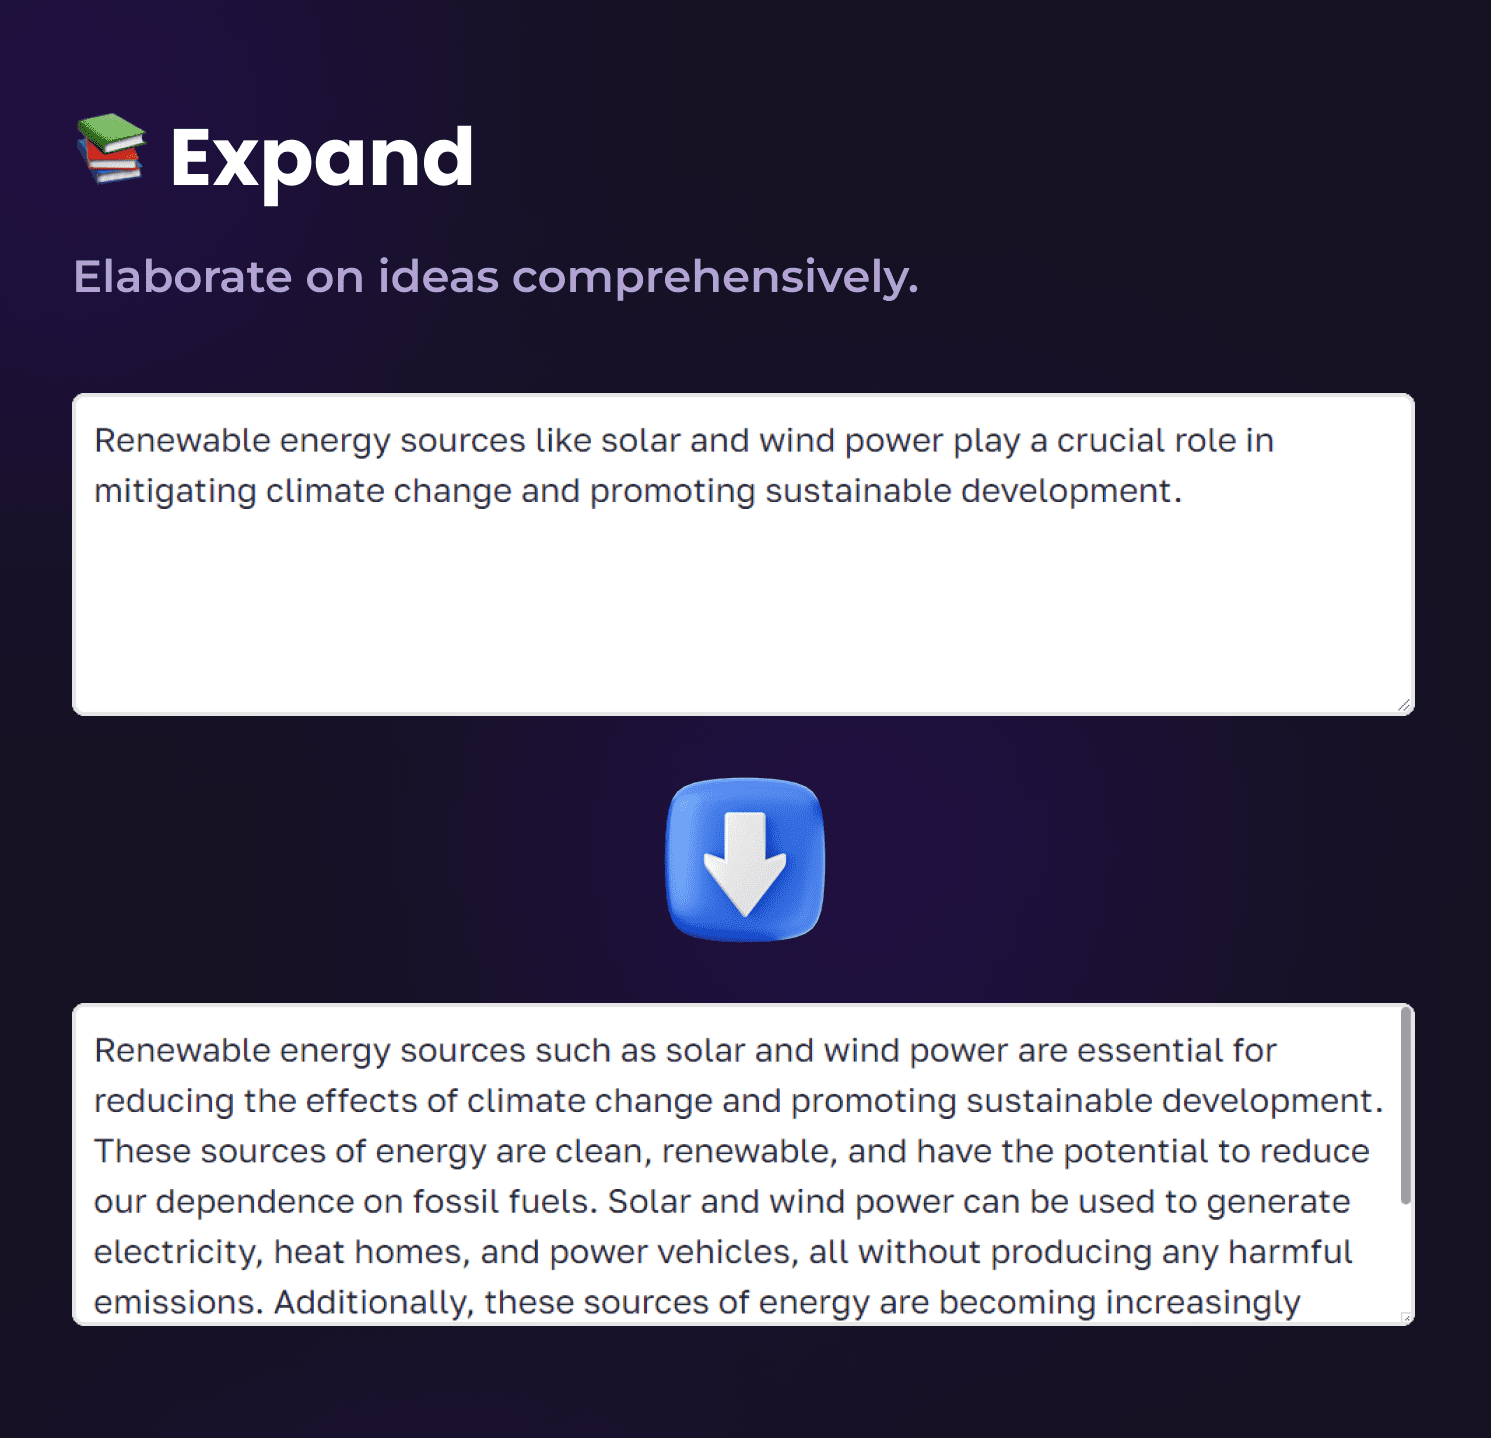 Expand
Elaborate on ideas comprehensively.
Renewable energy sources like solar and wind power play a crucial role in
mitigating climate change and promoting sustainable development.
Renewable energy sources such as solar and wind power are essential for
reducing the effects of climate change and promoting sustainable development.
These sources of energy are clean, renewable, and have the potential to reduce
our dependence on fossil fuels. Solar and wind power can be used to generate
electricity, heat homes, and power vehicles, all without producing any harmful
emissions. Additionally, these sources of energy are becoming increasingly